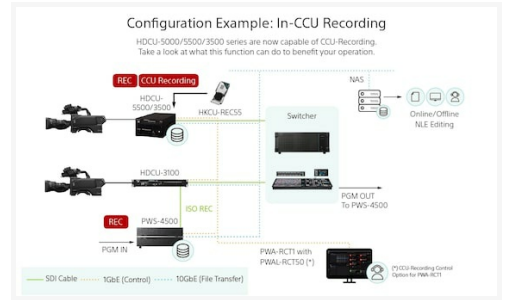 Configuration Example: In-CCU Recording
HDCU-5000/5500/3500 series are now capable of CCU-Recording.
Take a look at what this function can do to benefit your operation.
REC
CCU Recording
HDCU-
5500/3500
HKCU-REC55
NAS
Switcher
Online/Offline
NLE Editing
HDCU-3100
ISO REC
PGM OUT
To PWS-4500
REC
PWS-4500
PGM IN
PWA-RCT1 with
PWAL-RCT50 (*)
(*) CCU-Recording Control
Option for PWA-RCT1
SDI Cable
1GbE (Control)
10GbE (File Transfer)